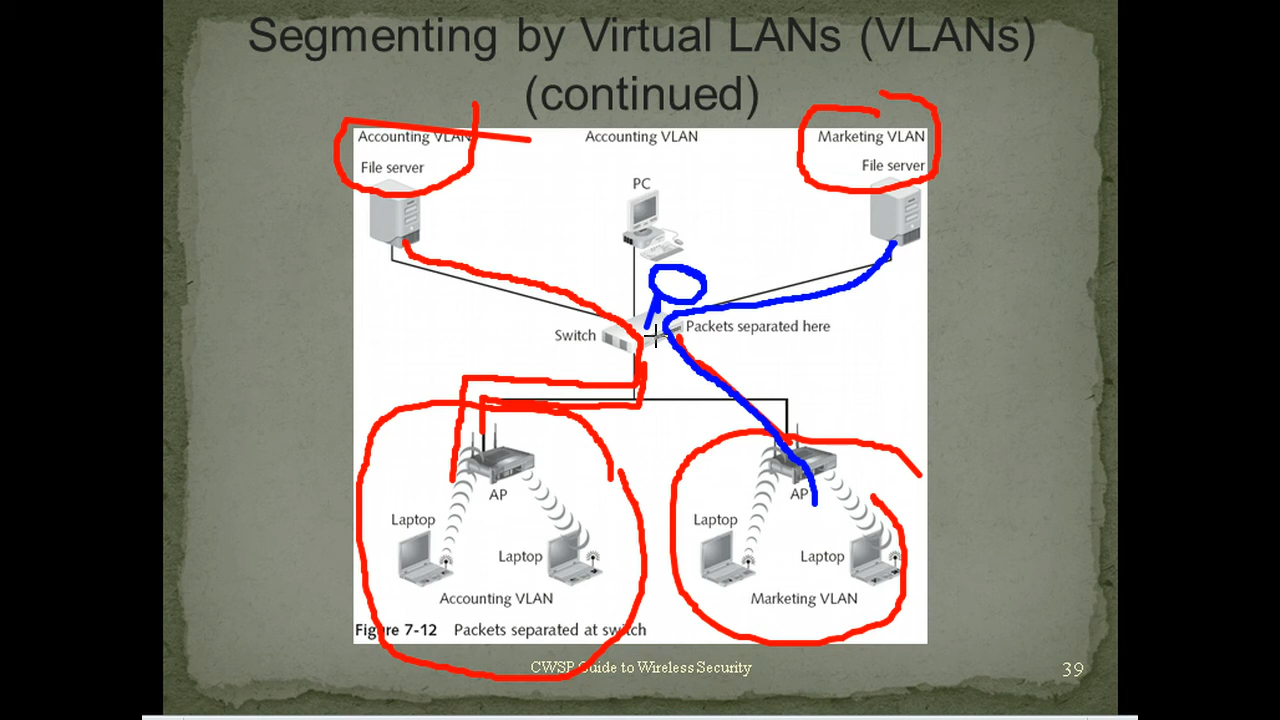 Segmenting by Virtual LANs (VLANs)
(continued)
Accounting VLAN
Accounting VLAN
Marketing VLAN
File server
File server
PC
Switch
Packets separated here
AP
AP
Laptop
Laptop
Laptop
Laptop
Accounting VLAN
Marketing VLAN
Figure 7-12 Packets separated at switch
CWSP Guide to Wireless Security
39